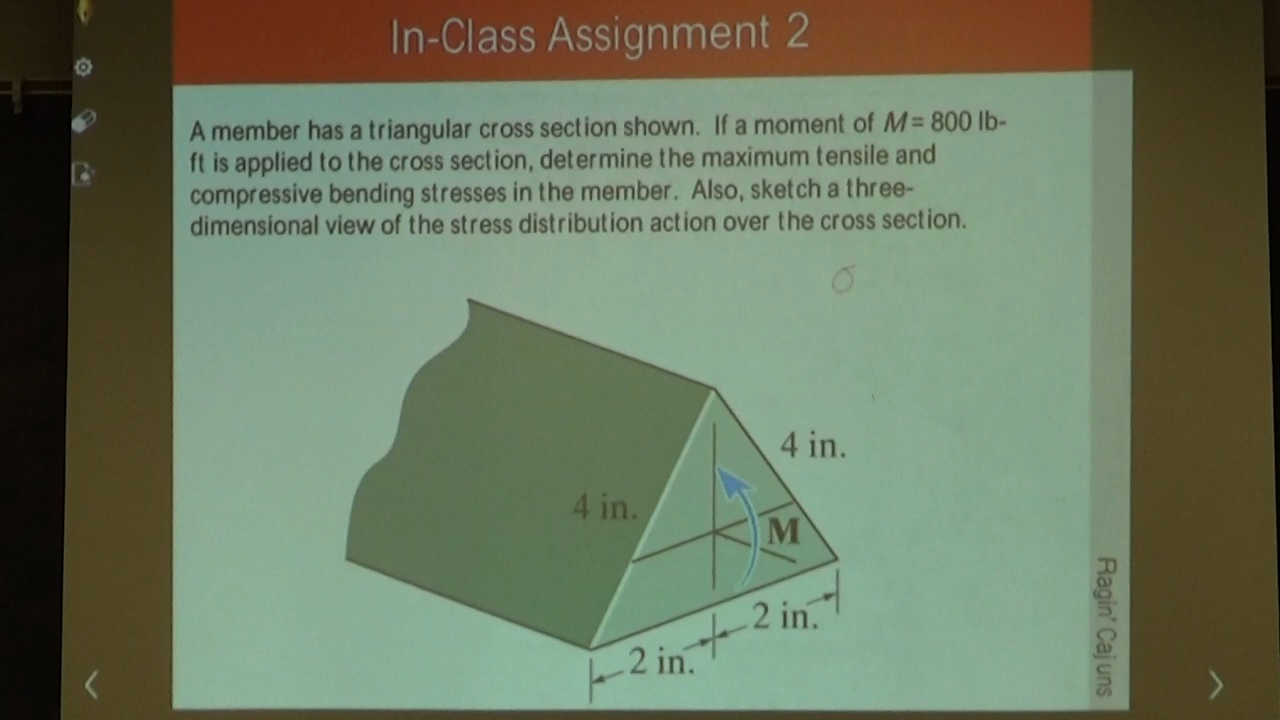 In-Class Assignment 2
A member has a triangular cross section shown. If a moment of M = 800 lb-
ft is applied to the cross section, determine the maximum tensile and
compressive bending stresses in the member. Also, sketch a three-
dimensional view of the stress distribution action over the cross section.
σ
4 in.
4 in.
M
2 in.
2 in.
Ragin' Cajuns